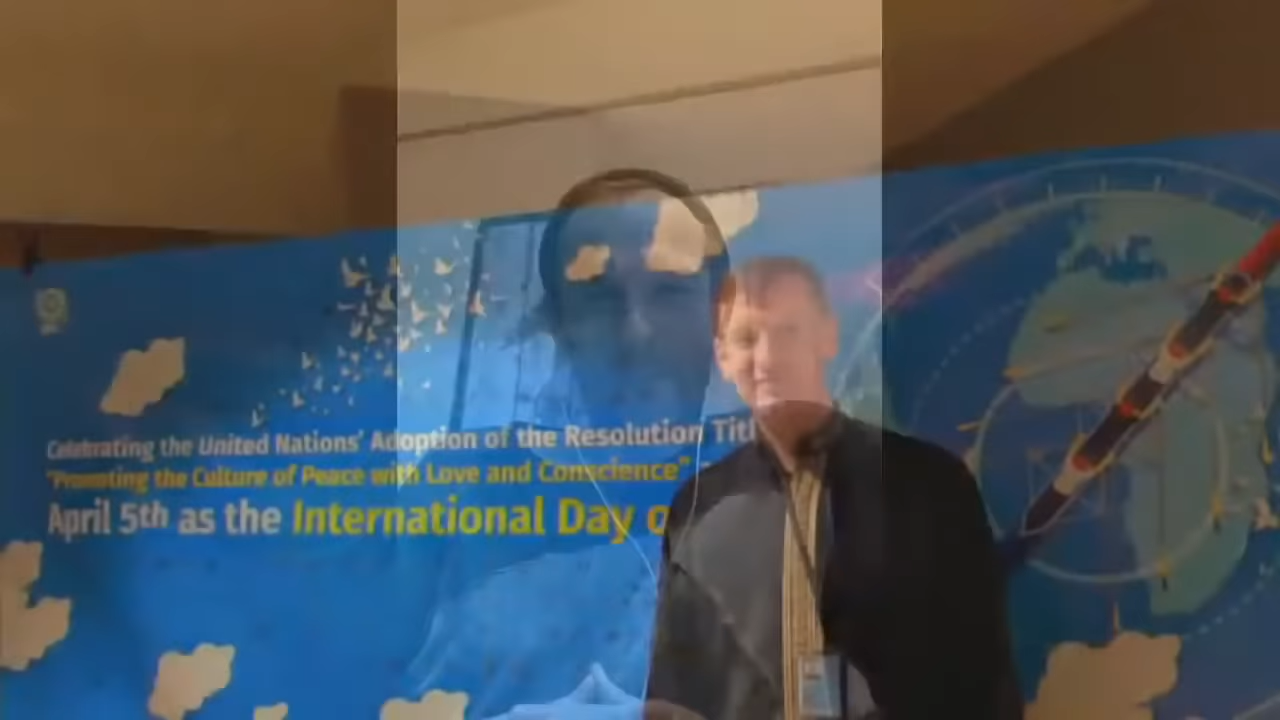 Celebrating the United Nations' Adoption of the Resolution
"Promoting the Culture of Peace with Love and Conscience"
April 5th as the International Day